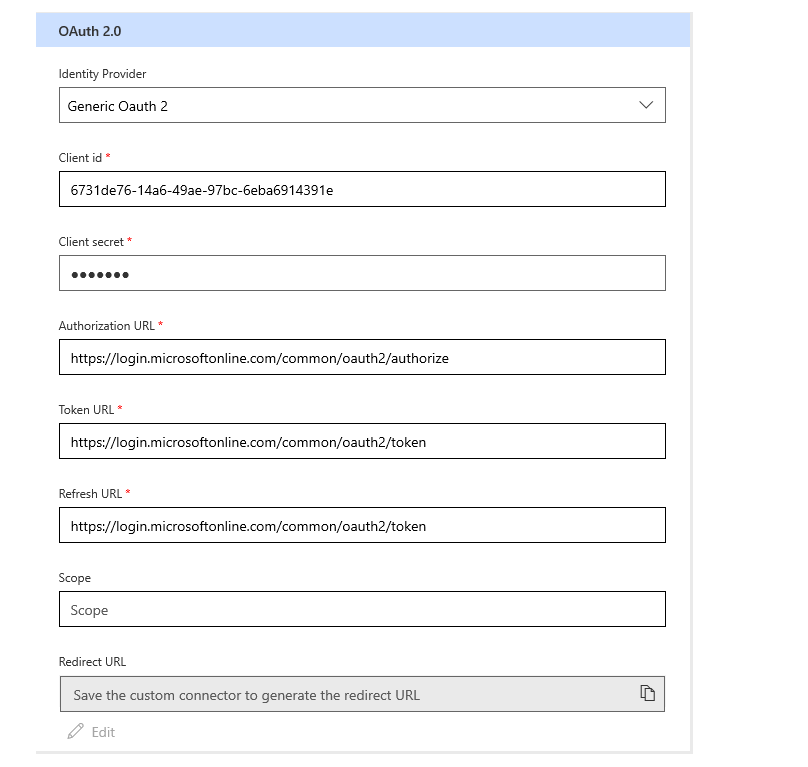 OAuth 2.0
Identity Provider
Generic Oauth 2
Client id *
6731de76-14a6-49ae-97bc-6eba6914391e
Client secret *
●●●●●●●
Authorization URL *
https://login.microsoftonline.com/common/oauth2/authorize
Token URL *
https://login.microsoftonline.com/common/oauth2/token
Refresh URL *
https://login.microsoftonline.com/common/oauth2/token
Scope
Scope
Redirect URL
Save the custom connector to generate the redirect URL
Edit